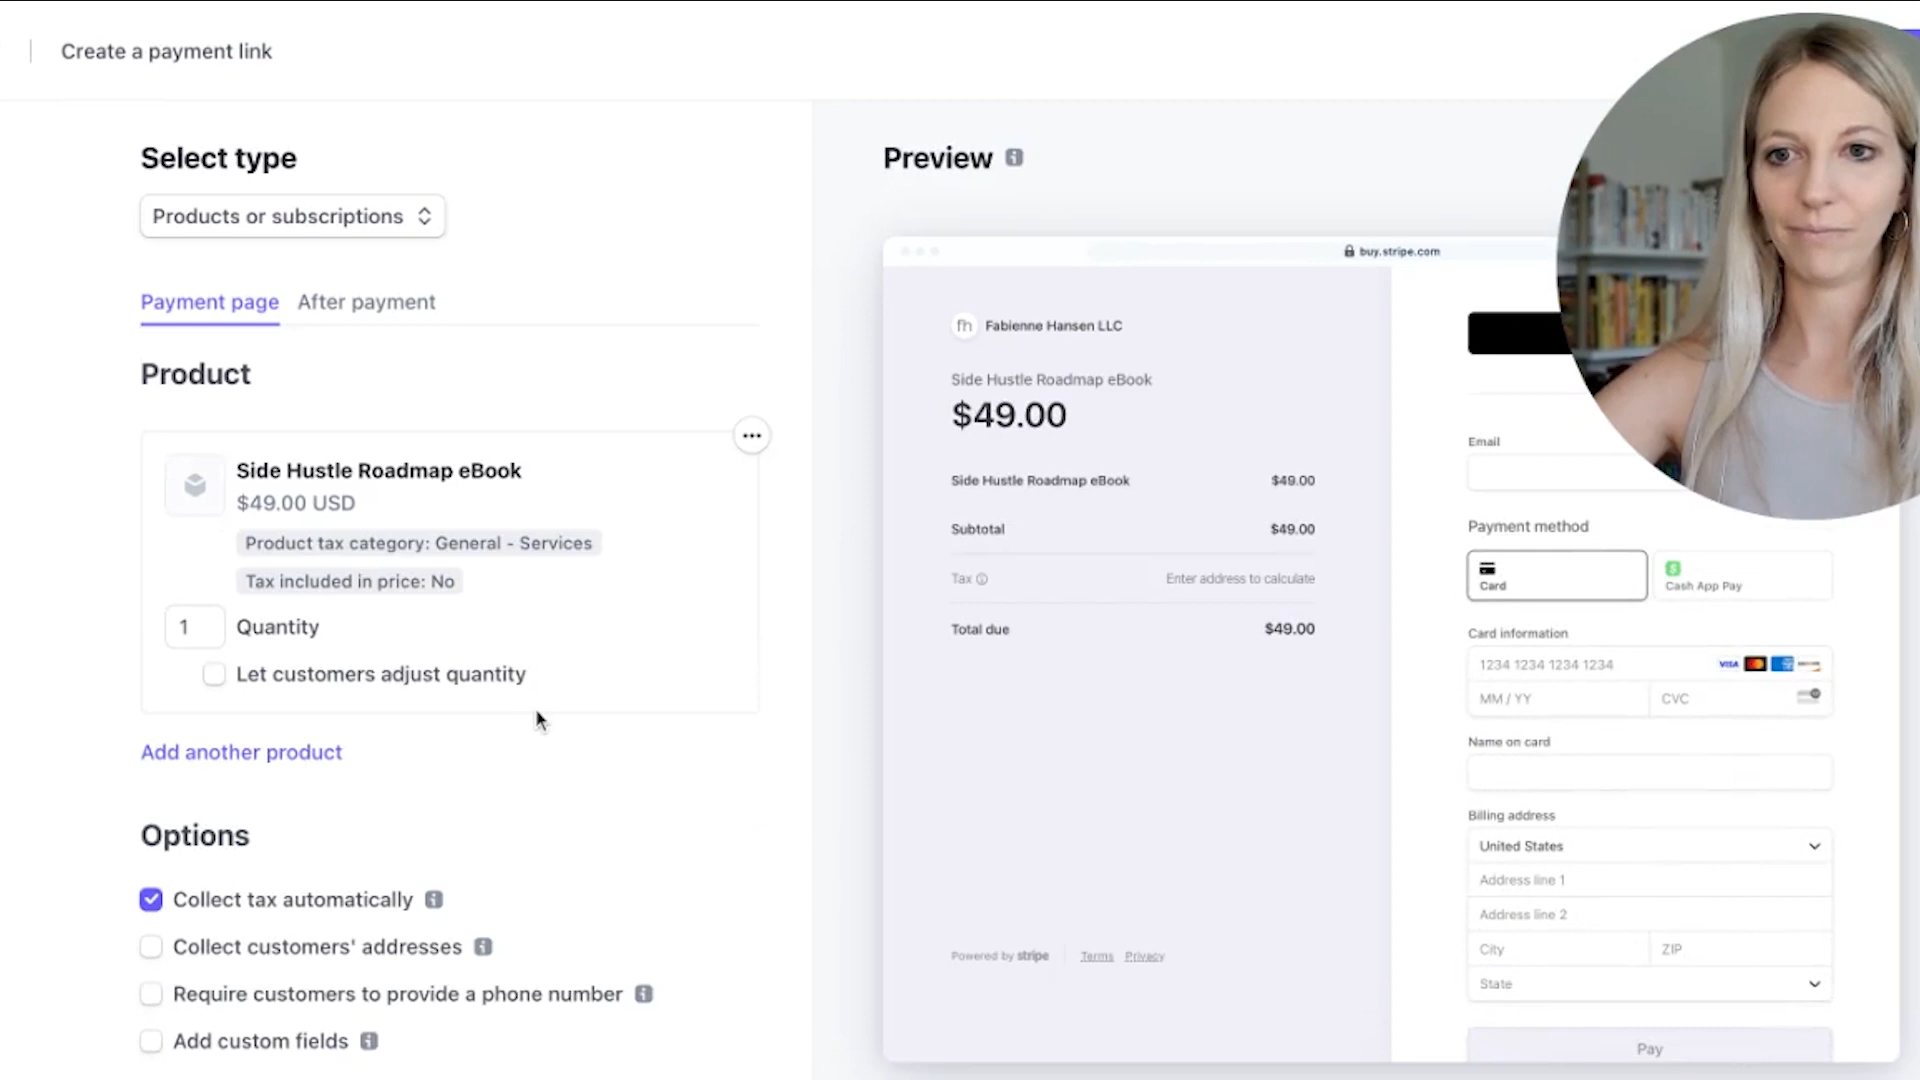 Create a payment link
Select type
Products or subscriptions
Payment page
After payment
Product
Side Hustle Roadmap eBook
$49.00 USD
Product tax category: General - Services
Tax included in price: No
1
Quantity
Let customers adjust quantity
Add another product
Options
Collect tax automatically
Collect customers' addresses
Require customers to provide a phone number
Add custom fields
Preview
buy.stripe.com
fh
Fabienne Hansen LLC
Side Hustle Roadmap eBook
$49.00
Side Hustle Roadmap eBook $49.00
Subtotal $49.00
Tax Enter address to calculate
Total due $49.00
Powered by stripe
Terms Privacy
Email
Payment method
Card
Cash App Pay
Card information
1234 1234 1234 1234
VISA
MM / YY
CVC
Name on card
Billing address
United States
Address line 1
Address line 2
City
ZIP
State
Pay